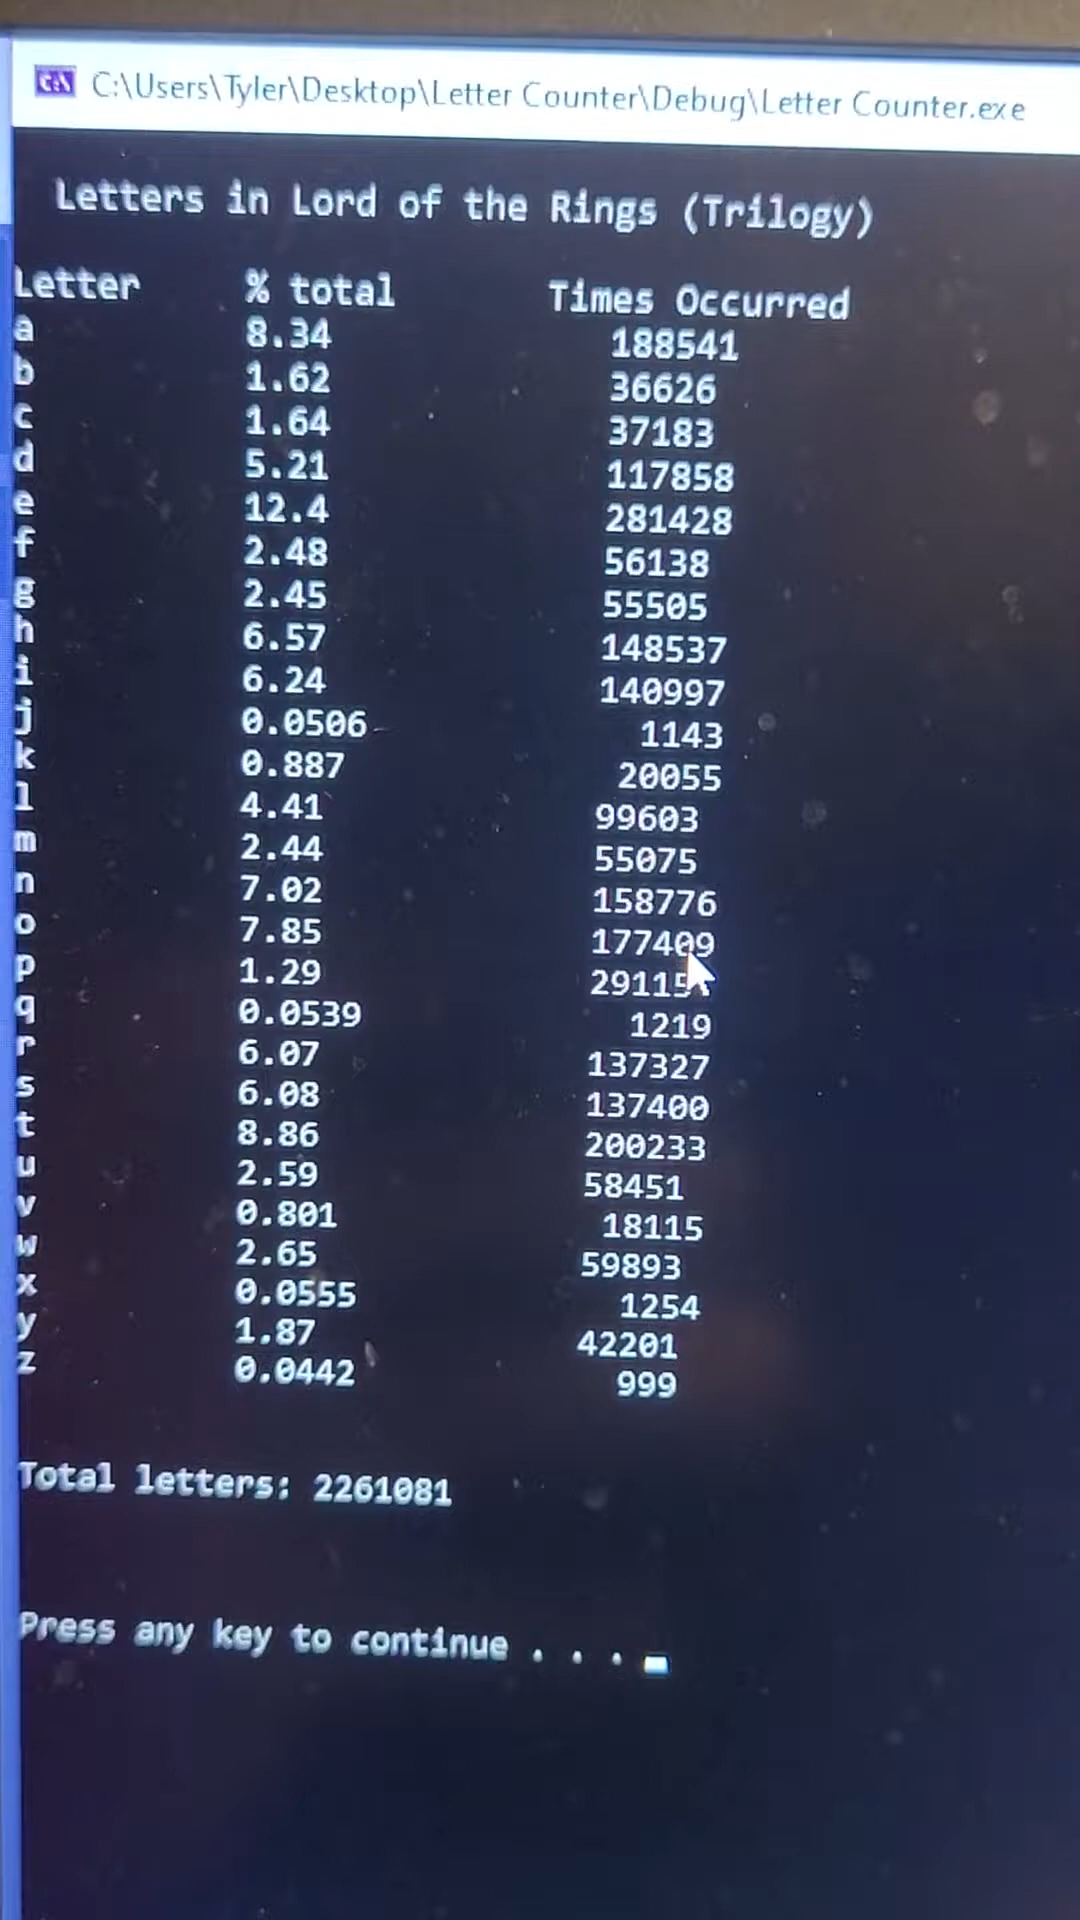 C:\Users\Tyler\Desktop\Letter Counter\Debug\Letter Counter.exe
Letters in Lord of the Rings (Trilogy)
Letter % total Times Occurred
a 8.34 188541
b 1.62 36626
c 1.64 37183
d 5.21 117858
e 12.4 281428
f 2.48 56138
g 2.45 55505
h 6.57 148537
i 6.24 140997
j 0.0506 1143
k 0.887 20055
l 4.41 99603
m 2.44 55075
n 7.02 158776
o 7.85 177409
p 1.29 29115
q 0.0539 1219
r 6.07 137327
s 6.08 137400
t 8.86 200233
u 2.59 58451
v 0.801 18115
w 2.65 59893
x 0.0555 1254
y 1.87 42201
z 0.0442 999
Total letters: 2261081
Press any key to continue . . .